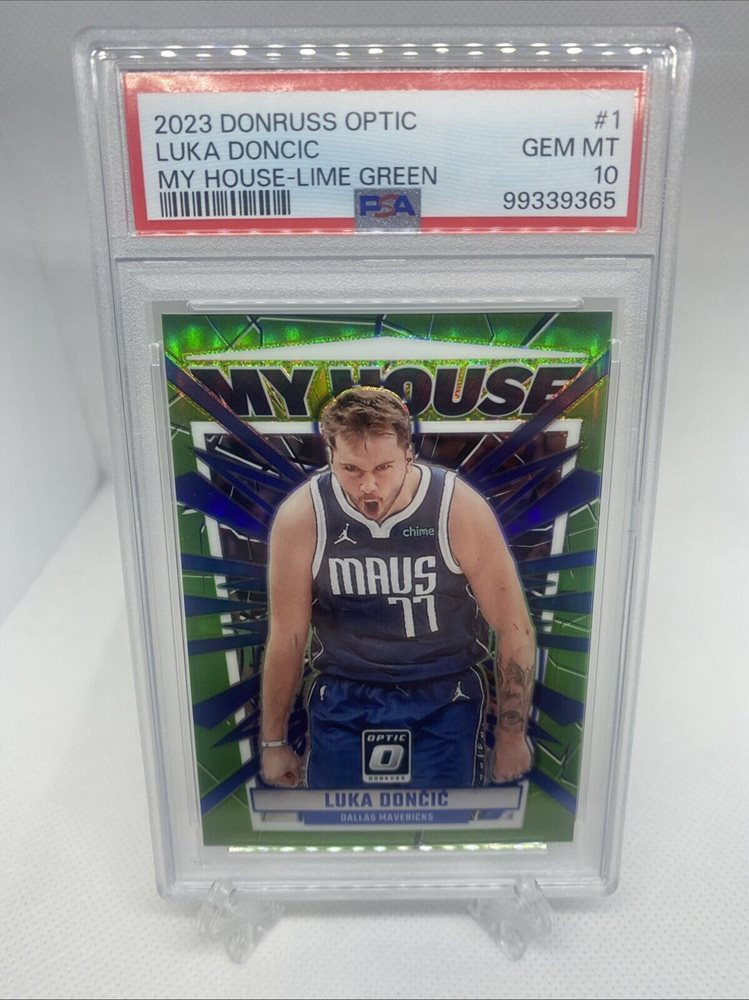 2023 DONRUSS OPTIC #1
LUKA DONCIC GEM MT
MY HOUSE-LIME GREEN 10
PSA 99339365
MY HOUSE
chime
MAVS
77
OPTIC
O
DONRUSS
LUKA DONČIĆ
DALLAS MAVERICKS